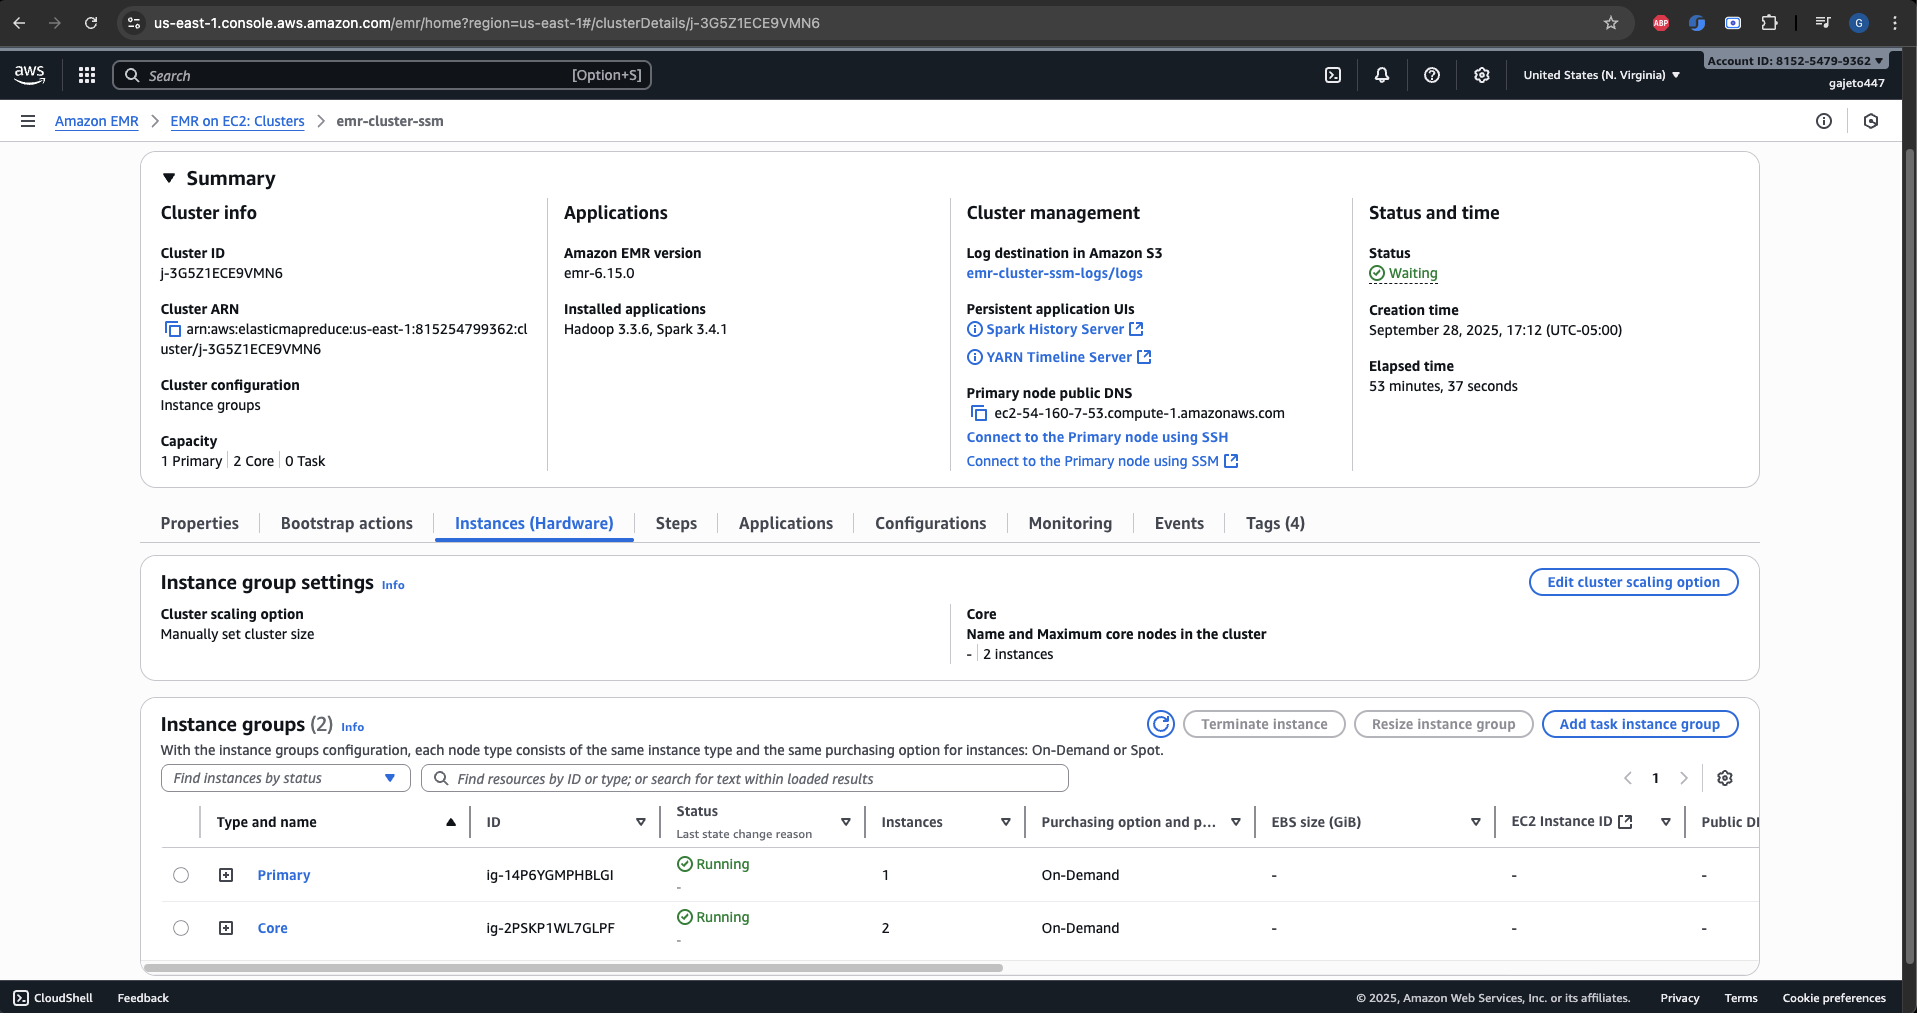 us-east-1.console.aws.amazon.com/emr/home?region=us-east-1#/clusterDetails/j-3G5Z1ECE9VMN6
ABP
G
aws
Search
[Option+S]
United States (N. Virginia)
Account ID: 8152-5479-9362
gajeto447
Amazon EMR
EMR on EC2: Clusters
emr-cluster-ssm
Summary
Cluster info
Cluster ID
j-3G5Z1ECE9VMN6
Cluster ARN
arn:aws:elasticmapreduce:us-east-1:815254799362:cl
uster/j-3G5Z1ECE9VMN6
Cluster configuration
Instance groups
Capacity
1 Primary | 2 Core | 0 Task
Applications
Amazon EMR version
emr-6.15.0
Installed applications
Hadoop 3.3.6, Spark 3.4.1
Cluster management
Log destination in Amazon S3
emr-cluster-ssm-logs/logs
Persistent application UIs
Spark History Server
YARN Timeline Server
Primary node public DNS
ec2-54-160-7-53.compute-1.amazonaws.com
Connect to the Primary node using SSH
Connect to the Primary node using SSM
Status and time
Status
Waiting
Creation time
September 28, 2025, 17:12 (UTC-05:00)
Elapsed time
53 minutes, 37 seconds
Properties
Bootstrap actions
Instances (Hardware)
Steps
Applications
Configurations
Monitoring
Events
Tags (4)
Instance group settings Info
Edit cluster scaling option
Cluster scaling option
Manually set cluster size
Core
Name and Maximum core nodes in the cluster
- | 2 instances
Instance groups (2) Info
Terminate instance
Resize instance group
Add task instance group
With the instance groups configuration, each node type consists of the same instance type and the same purchasing option for instances: On-Demand or Spot.
Find instances by status
Find resources by ID or type; or search for text within loaded results
1
Type and name
ID
Status
Last state change reason
Instances
Purchasing option and p...
EBS size (GiB)
EC2 Instance ID
Public D
Primary
ig-14P6YGMPHBLGI
Running
-
1
On-Demand
-
-
-
Core
ig-2PSKP1WL7GLPF
Running
-
2
On-Demand
-
-
-
CloudShell
Feedback
© 2025, Amazon Web Services, Inc. or its affiliates.
Privacy
Terms
Cookie preferences